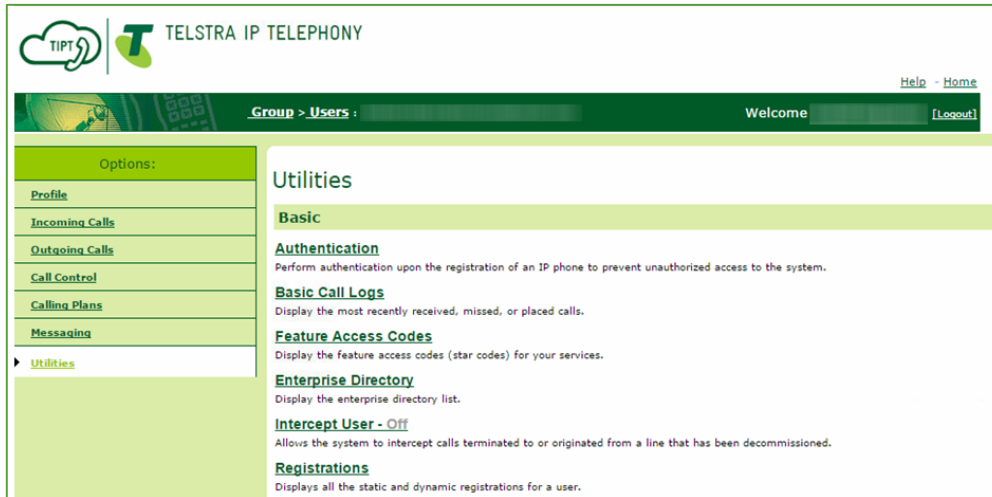 TIPT
TELSTRA IP TELEPHONY
Help - Home
Group > Users :
Welcome
[Logout]
Options:
Profile
Incoming Calls
Outgoing Calls
Call Control
Calling Plans
Messaging
Utilities
Utilities
Basic
Authentication
Perform authentication upon the registration of an IP phone to prevent unauthorized access to the system.
Basic Call Logs
Display the most recently received, missed, or placed calls.
Feature Access Codes
Display the feature access codes (star codes) for your services.
Enterprise Directory
Display the enterprise directory list.
Intercept User - Off
Allows the system to intercept calls terminated to or originated from a line that has been decommissioned.
Registrations
Displays all the static and dynamic registrations for a user.